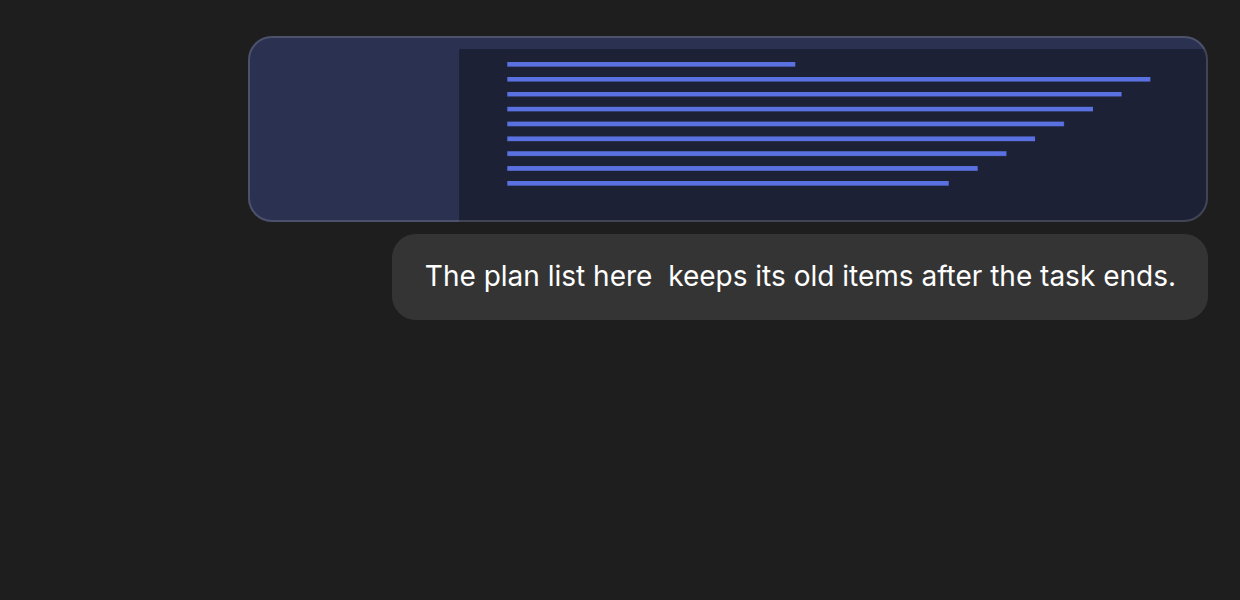 The plan list here  keeps its old items after the task ends.